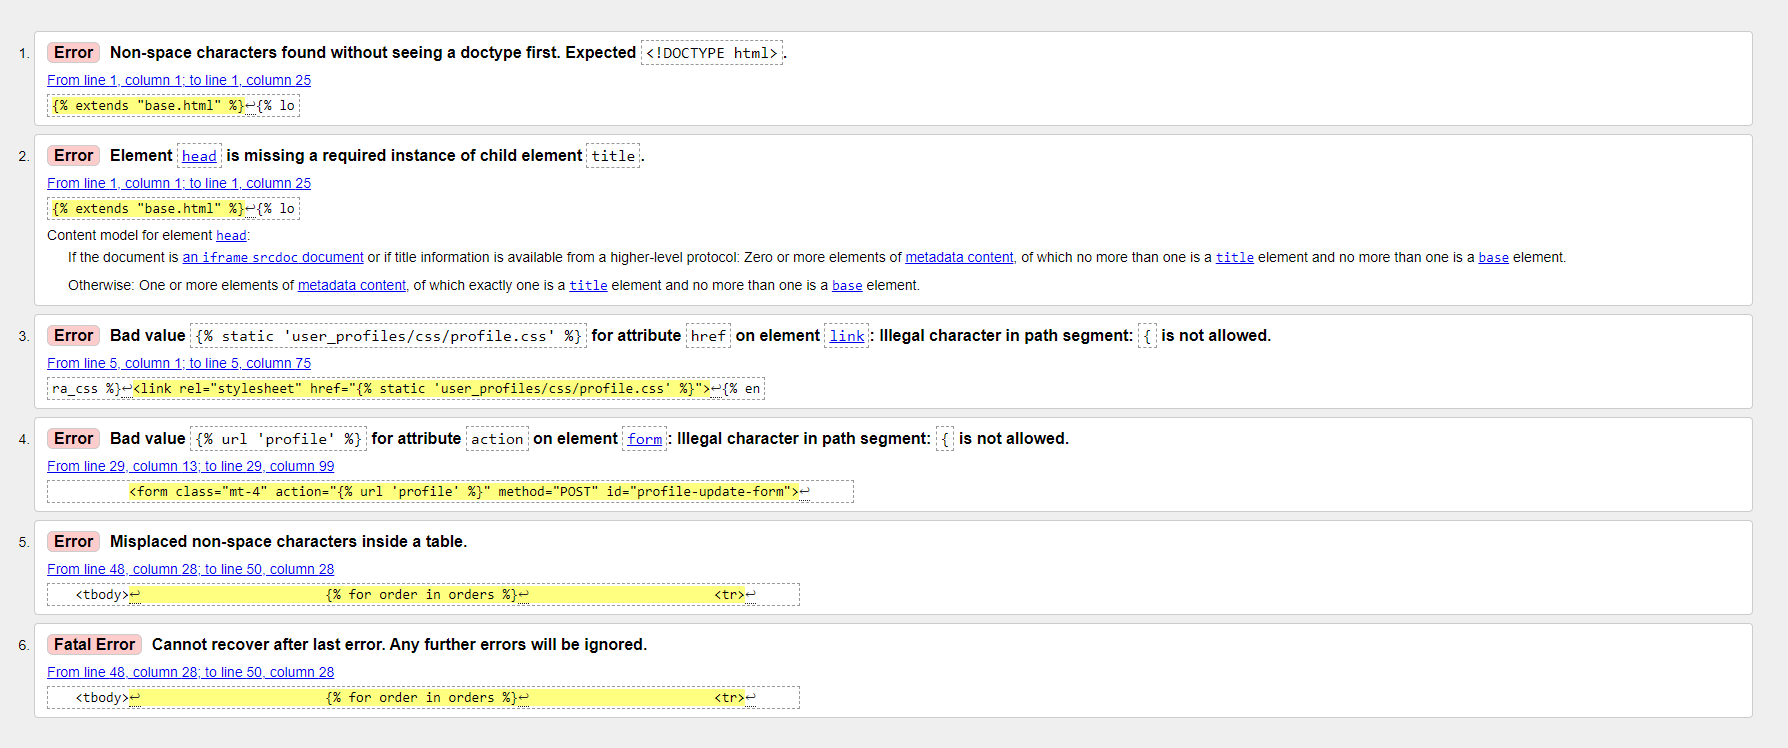 1. Error Non-space characters found without seeing a doctype first. Expected <!DOCTYPE html>.
From line 1, column 1; to line 1, column 25
{% extends "base.html" %}↩{% lo
2. Error Element head is missing a required instance of child element title.
From line 1, column 1; to line 1, column 25
{% extends "base.html" %}↩{% lo
Content model for element head:
If the document is an iframe srcdoc document or if title information is available from a higher-level protocol: Zero or more elements of metadata content, of which no more than one is a title element and no more than one is a base element.
Otherwise: One or more elements of metadata content, of which exactly one is a title element and no more than one is a base element.
3. Error Bad value {% static 'user_profiles/css/profile.css' %} for attribute href on element link: Illegal character in path segment: { is not allowed.
From line 5, column 1; to line 5, column 75
ra_css %}↩<link rel="stylesheet" href="{% static 'user_profiles/css/profile.css' %}">↩{% en
4. Error Bad value {% url 'profile' %} for attribute action on element form: Illegal character in path segment: { is not allowed.
From line 29, column 13; to line 29, column 99
<form class="mt-4" action="{% url 'profile' %}" method="POST" id="profile-update-form">↩
5. Error Misplaced non-space characters inside a table.
From line 48, column 28; to line 50, column 28
<tbody>↩ {% for order in orders %}↩ <tr>↩
6. Fatal Error Cannot recover after last error. Any further errors will be ignored.
From line 48, column 28; to line 50, column 28
<tbody>↩ {% for order in orders %}↩ <tr>↩